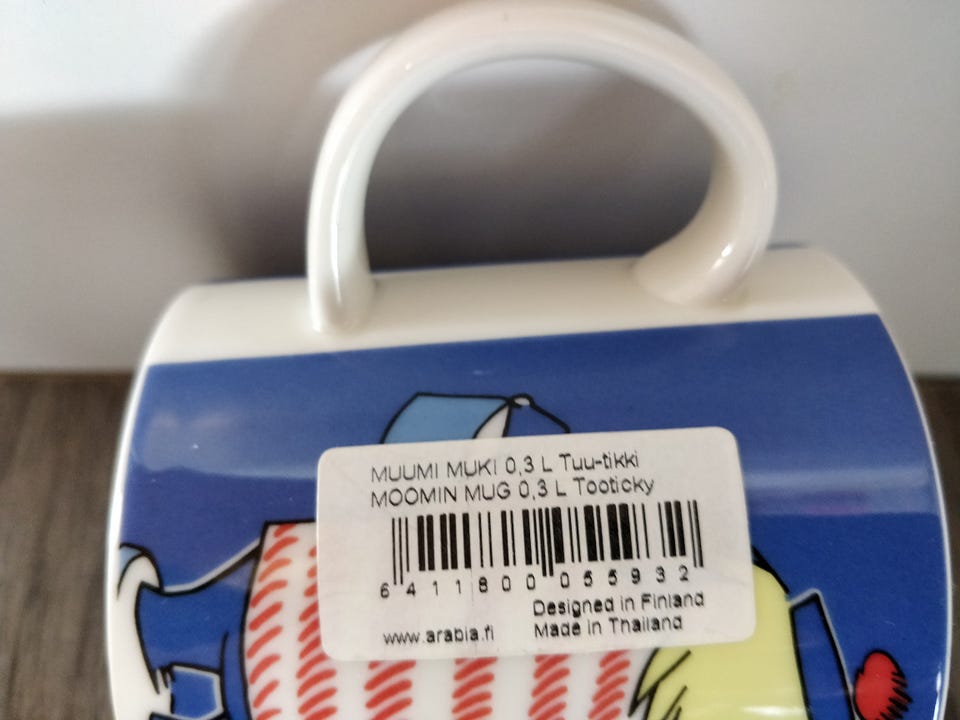 MUUMI MUKI 0,3 L Tuu-tikki
MOOMIN MUG 0,3 L Tooticky
6 411800 055932
Designed in Finland
www.arabia.fi Made in Thailand